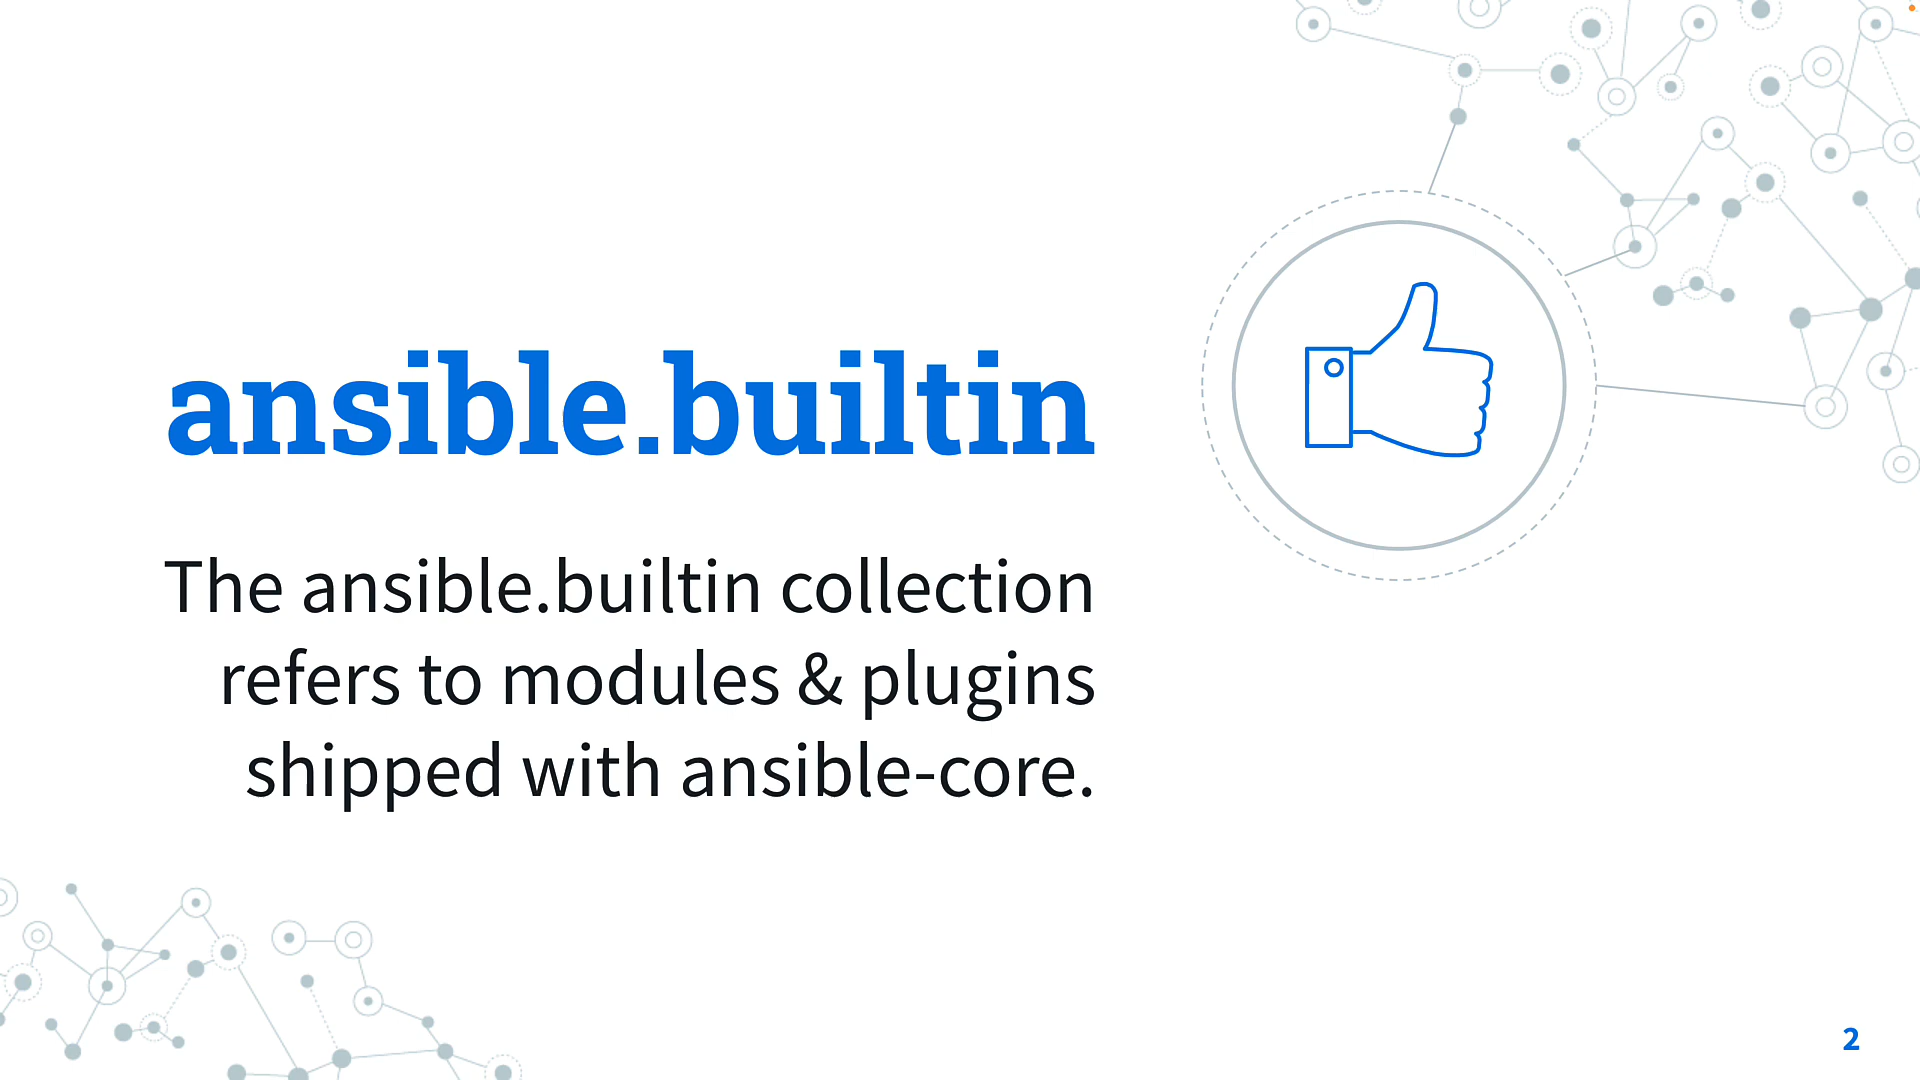 ansible.builtin
The ansible.builtin collection
refers to modules & plugins
shipped with ansible-core.
2